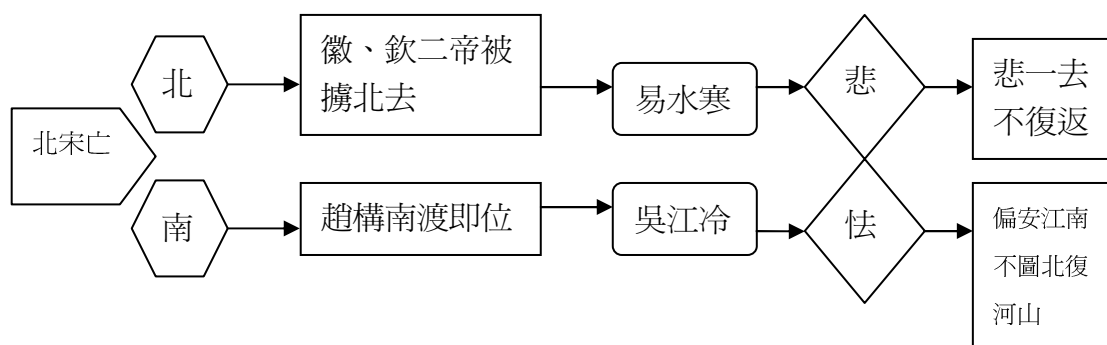 北宋亡
北
徽、欽二帝被
擄北去
易水寒
悲
悲一去
不復返
南
趙構南渡即位
吳江冷
怯
偏安江南
不圖北復
河山